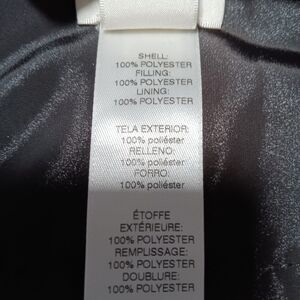 SHELL:
100% POLYESTER
FILLING:
100% POLYESTER
LINING:
100% POLYESTER
TELA EXTERIOR:
100% poliéster
RELLENO:
100% poliéster
FORRO:
100% poliéster
ÉTOFFE
EXTÉRIEURE:
100% POLYESTER
REMPLISSAGE:
100% POLYESTER
DOUBLURE:
100% POLYESTER